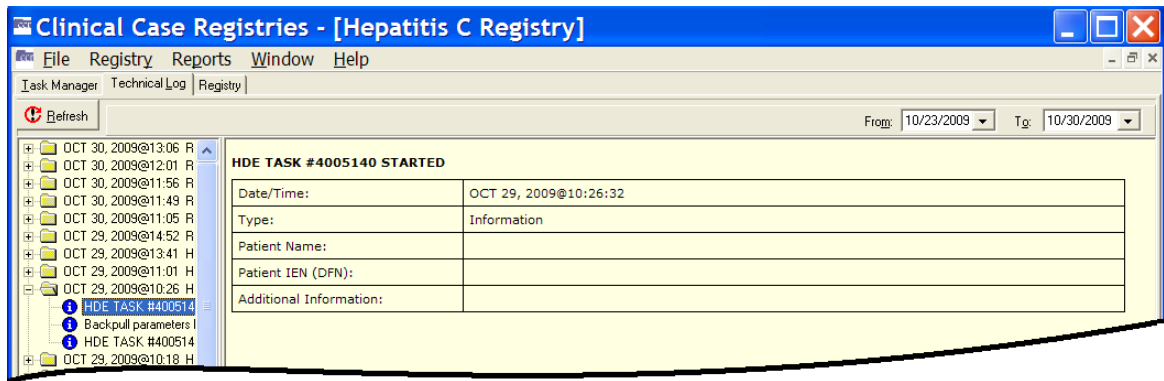 Clinical Case Registries - [Hepatitis C Registry]
File Registry Reports Window Help
Task Manager Technical Log Registry
Refresh From: 10/23/2009 To: 10/30/2009
OCT 30, 2009@13:06 R
OCT 30, 2009@12:01 R
OCT 30, 2009@11:56 R
OCT 30, 2009@11:49 R
OCT 30, 2009@11:05 R
OCT 29, 2009@14:52 R
OCT 29, 2009@13:41 H
OCT 29, 2009@11:01 H
OCT 29, 2009@10:26 H
HDE TASK #400514
Backpull parameters
HDE TASK #400514
OCT 29, 2009@10:18 H
HDE TASK #4005140 STARTED
Date/Time: OCT 29, 2009@10:26:32
Type: Information
Patient Name:
Patient IEN (DFN):
Additional Information: